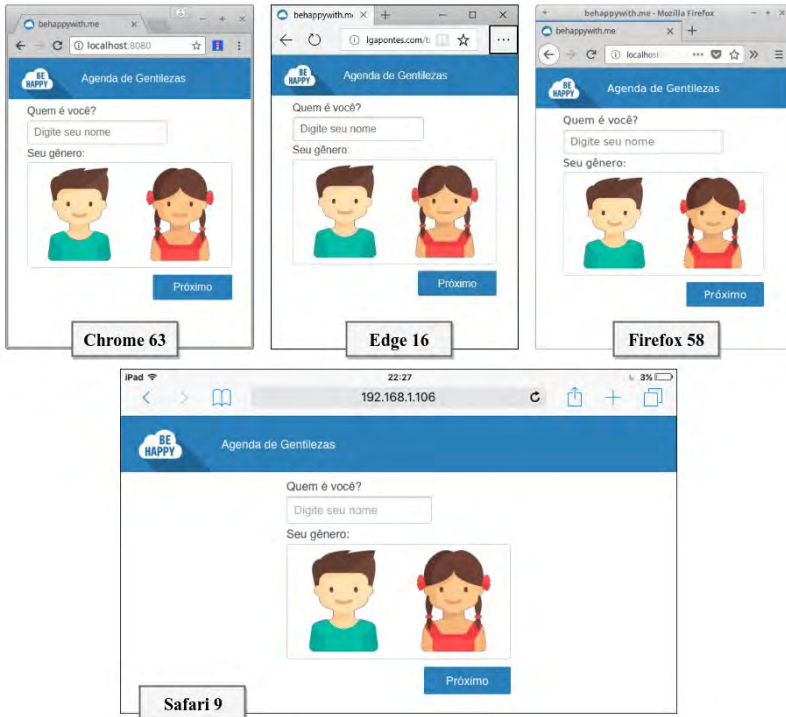 behappywith.me
localhost:8080
BE
HAPPY
Agenda de Gentilezas
Quem é você?
Digite seu nome
Seu gênero:
Próximo
Chrome 63
behappywith.m
lgapontes.com/b
BE
HAPPY
Agenda de Gentilezas
Quem é você?
Digite seu nome
Seu gênero:
Próximo
Edge 16
behappywith.me - Mozilla Firefox
behappywith.me
localhost
BE
HAPPY
Agenda de Gentilezas
Quem é você?
Digite seu nome
Seu gênero:
Próximo
Firefox 58
iPad 22:27 3%
192.168.1.106
BE
HAPPY
Agenda de Gentilezas
Quem é você?
Digite seu nome
Seu gênero:
Próximo
Safari 9